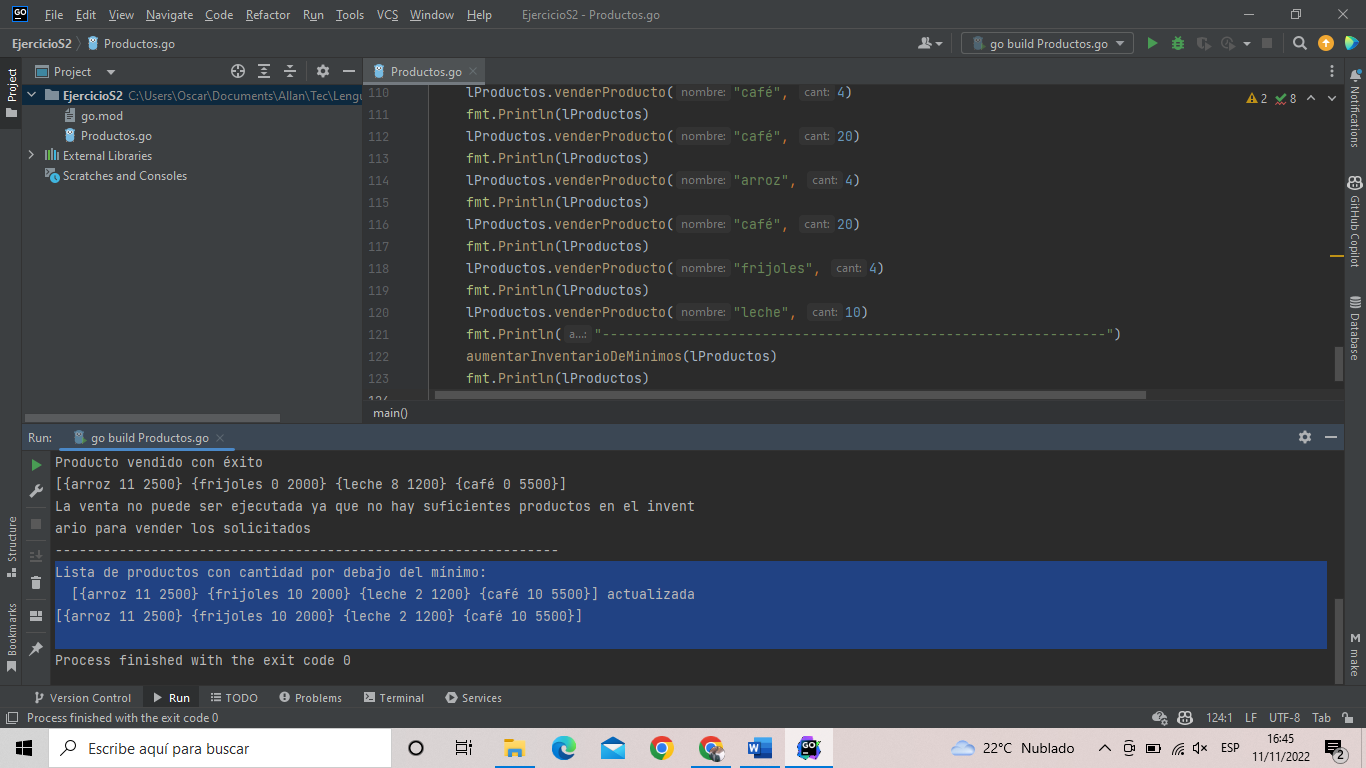 GO File Edit View Navigate Code Refactor Run Tools VCS Window Help EjercicioS2 - Productos.go
EjercicioS2 Productos.go go build Productos.go
Project
Project
EjercicioS2 C:\Users\Oscar\Documents\Allan\Tec\Lengu
go.mod
Productos.go
External Libraries
Scratches and Consoles
Productos.go
2 8
110 lProductos.venderProducto( nombre: "café", cant: 4)
111 fmt.Println(lProductos)
112 lProductos.venderProducto( nombre: "café", cant: 20)
113 fmt.Println(lProductos)
114 lProductos.venderProducto( nombre: "arroz", cant: 4)
115 fmt.Println(lProductos)
116 lProductos.venderProducto( nombre: "café", cant: 20)
117 fmt.Println(lProductos)
118 lProductos.venderProducto( nombre: "frijoles", cant: 4)
119 fmt.Println(lProductos)
120 lProductos.venderProducto( nombre: "leche", cant: 10)
121 fmt.Println( a...: "---------------------------------------------------------------")
122 aumentarInventarioDeMinimos(lProductos)
123 fmt.Println(lProductos)
124
main()
Notifications
GitHub Copilot
Database
M make
Run: go build Productos.go
Producto vendido con éxito
[{arroz 11 2500} {frijoles 0 2000} {leche 8 1200} {café 0 5500}]
La venta no puede ser ejecutada ya que no hay suficientes productos en el invent
ario para vender los solicitados
---------------------------------------------------------------
Lista de productos con cantidad por debajo del mínimo:
[{arroz 11 2500} {frijoles 10 2000} {leche 2 1200} {café 10 5500}] actualizada
[{arroz 11 2500} {frijoles 10 2000} {leche 2 1200} {café 10 5500}]
Process finished with the exit code 0
Structure
Bookmarks
Version Control Run TODO Problems Terminal Services
Process finished with the exit code 0 124:1 LF UTF-8 Tab
Escribe aquí para buscar 22°C Nublado ESP 16:45
11/11/2022 2